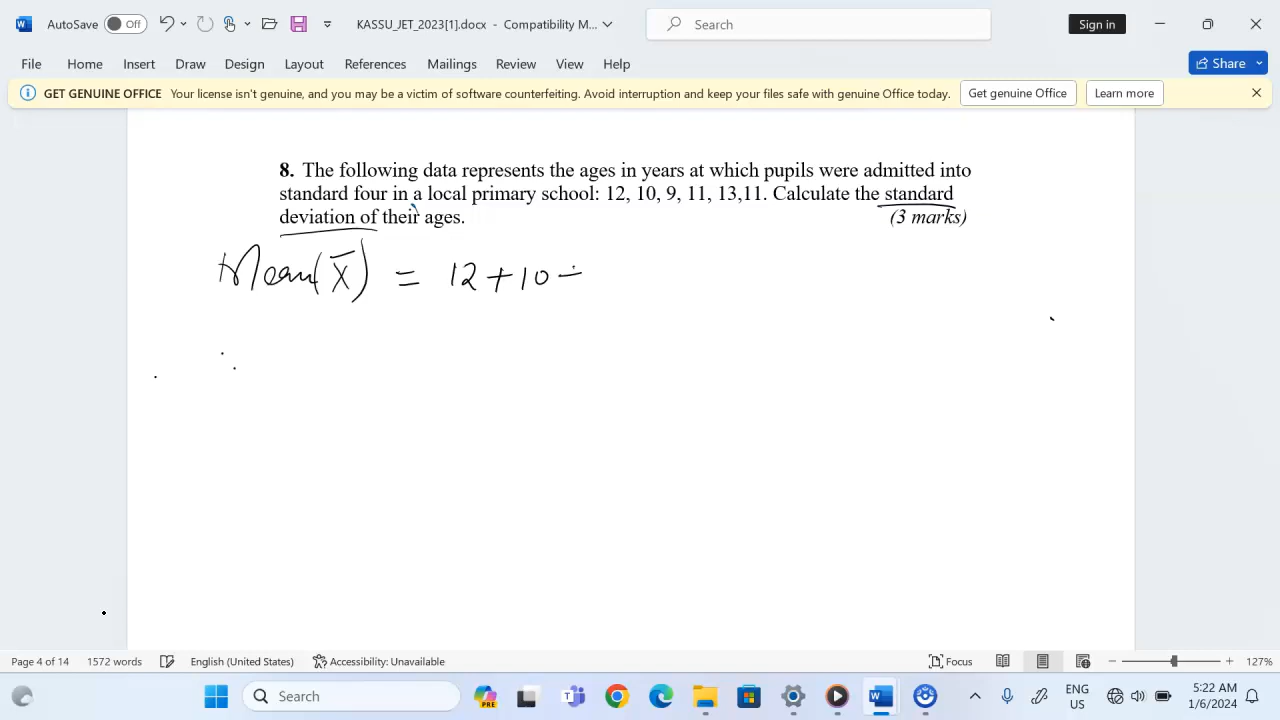 AutoSave Off KASSU JET 2023[1].docx - Compatibility M... Search Sign in
File Home Insert Draw Design Layout References Mailings Review View Help Share
GET GENUINE OFFICE Your license isn't genuine, and you may be a victim of software counterfeiting. Avoid interruption and keep your files safe with genuine Office today. Get genuine Office Learn more
8. The following data represents the ages in years at which pupils were admitted into
standard four in a local primary school: 12, 10, 9, 11, 13,11. Calculate the standard
deviation of their ages. (3 marks)
Mean(x̄) = 12+10+
Page 4 of 14 1572 words English (United States) Accessibility: Unavailable Focus 127%
Search PRE ENG US 5:22 AM 1/6/2024